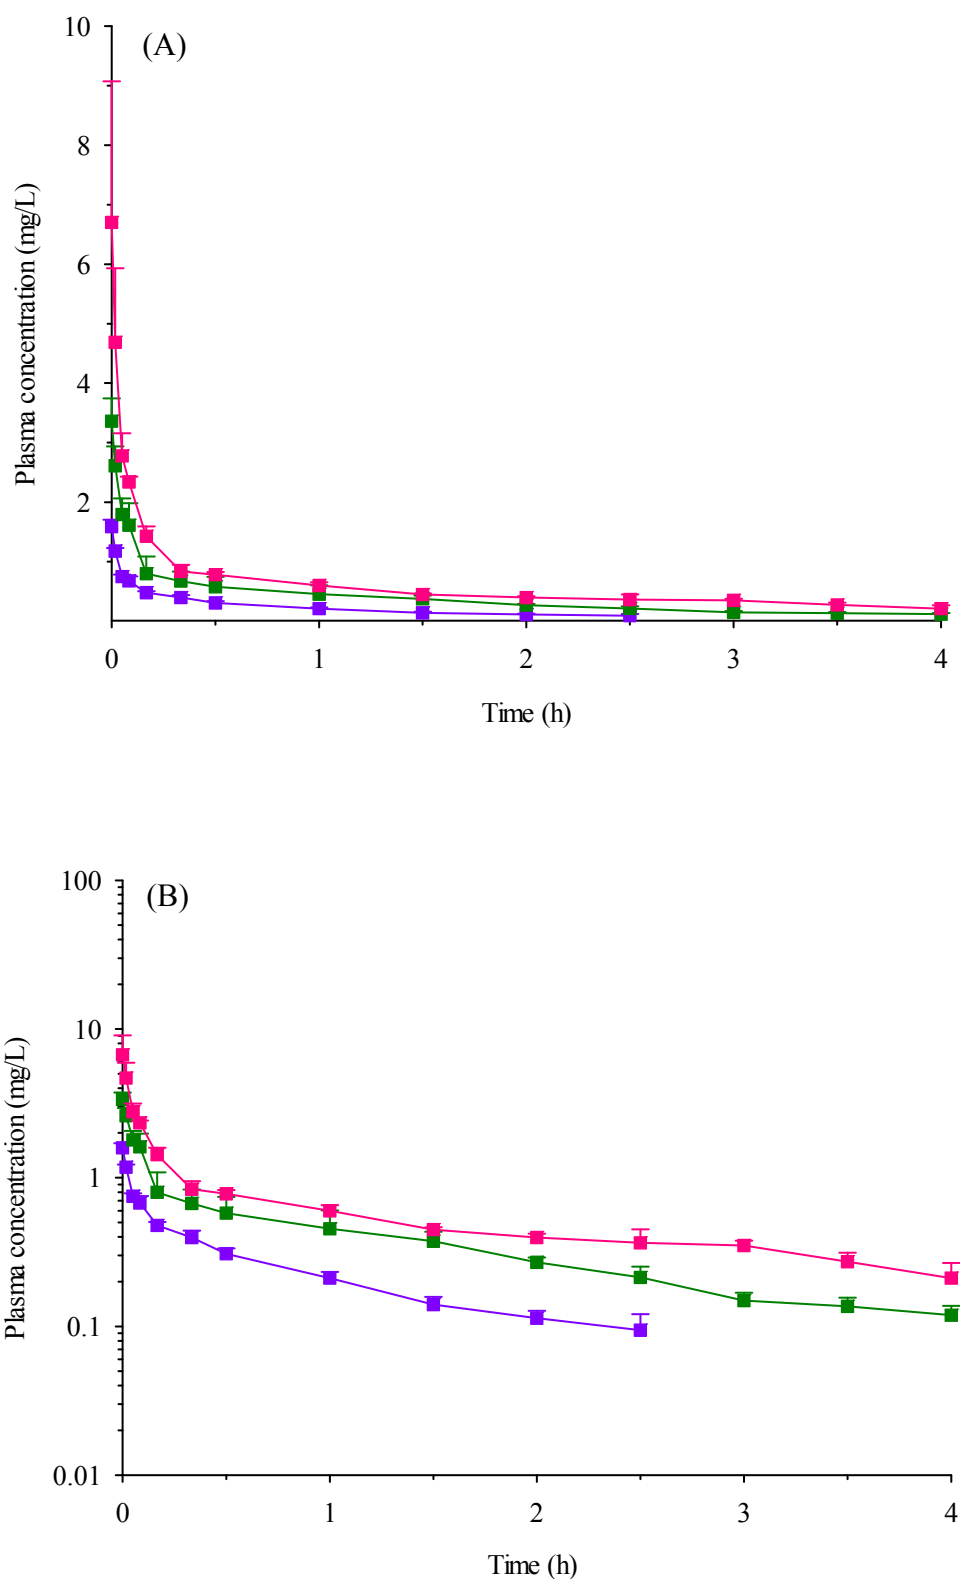 (A)
10
8
6
4
2
Plasma concentration (mg/L)
0 1 2 3 4
Time (h)
(B)
100
10
1
0.1
0.01
Plasma concentration (mg/L)
0 1 2 3 4
Time (h)